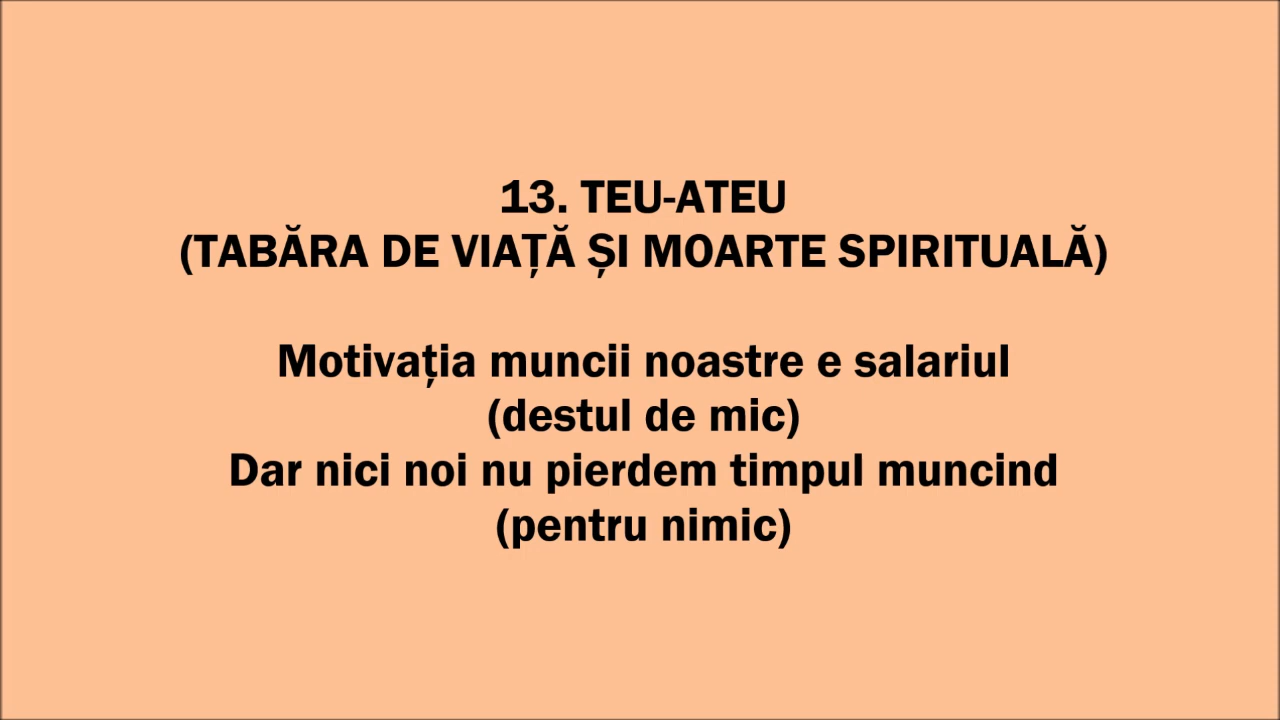 13. TEU-ATEU
(TABĂRA DE VIAȚĂ ȘI MOARTE SPIRITUALĂ)
Motivația muncii noastre e salariul
(destul de mic)
Dar nici noi nu pierdem timpul muncind
(pentru nimic)